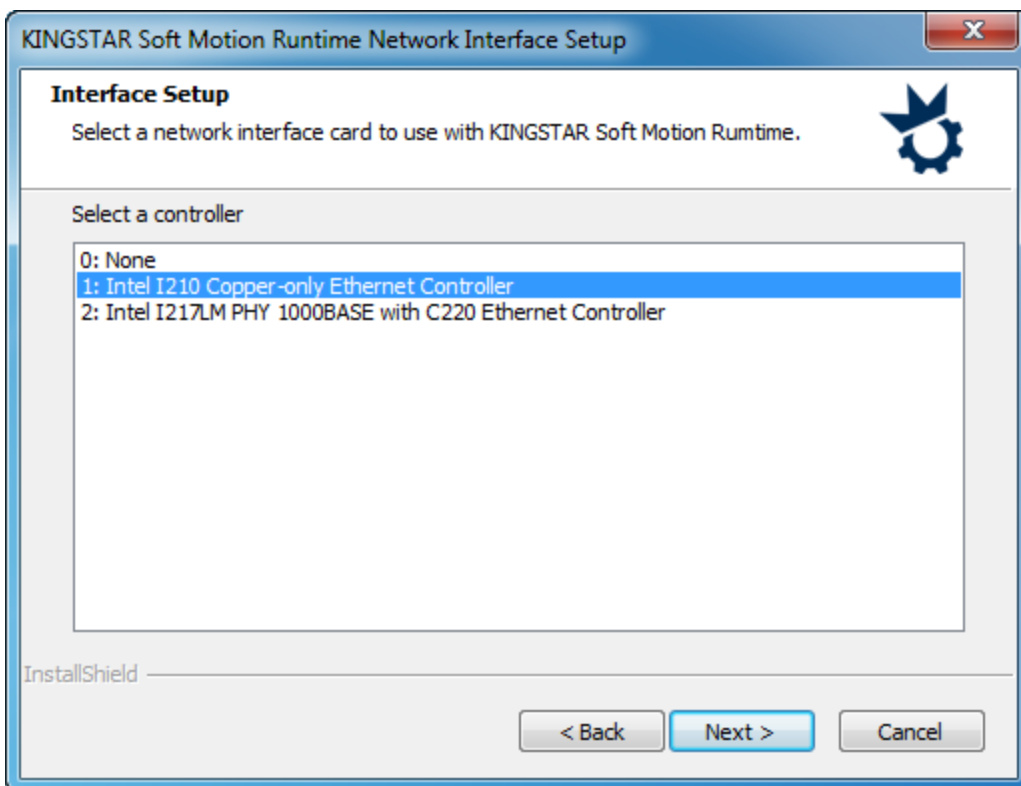 KINGSTAR Soft Motion Runtime Network Interface Setup
Interface Setup
Select a network interface card to use with KINGSTAR Soft Motion Rumtime.
Select a controller
0: None
1: Intel I210 Copper-only Ethernet Controller
2: Intel I217LM PHY 1000BASE with C220 Ethernet Controller
InstallShield
< Back Next > Cancel